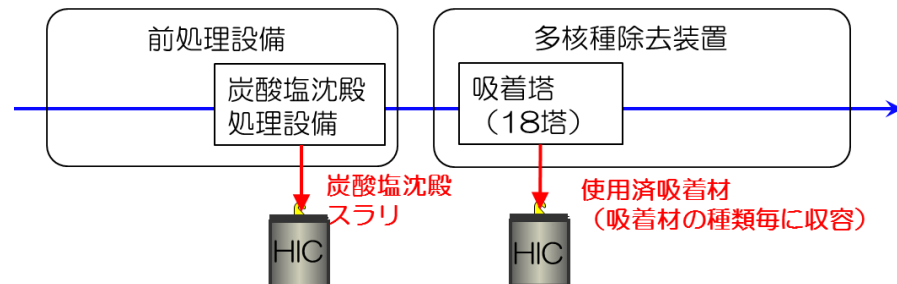 前処理設備
多核種除去装置
炭酸塩沈殿
処理設備
吸着塔
（18塔）
炭酸塩沈殿
スラリ
使用済吸着材
（吸着材の種類毎に収容）
HIC
HIC